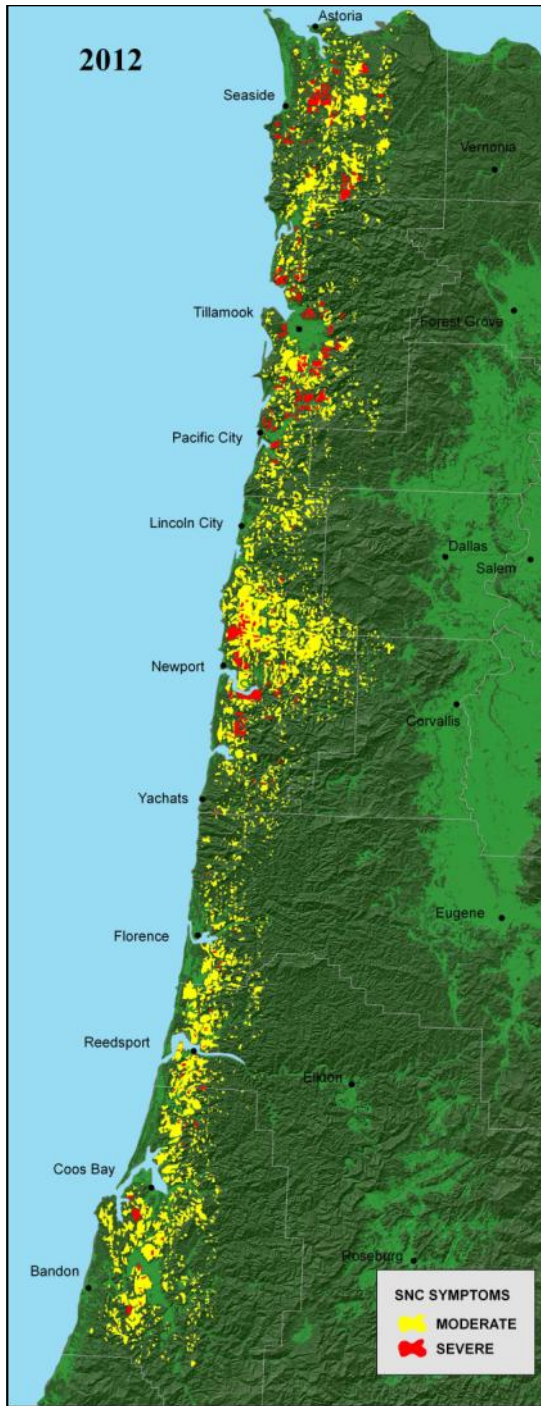 2012
Astoria
Seaside
Vernonia
Tillamook
Forest Grove
Pacific City
Lincoln City
Dallas
Salem
Newport
Corvallis
Yachats
Eugene
Florence
Reedsport
Elkton
Coos Bay
Roseburg
Bandon
SNC SYMPTOMS
MODERATE
SEVERE